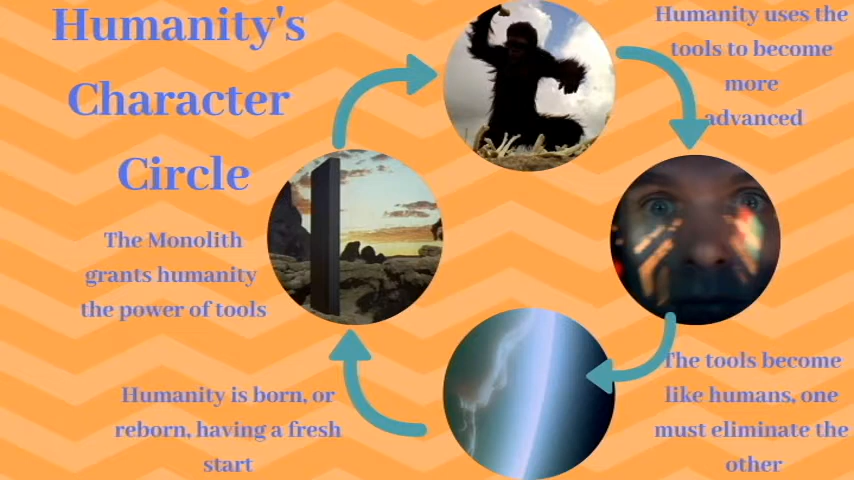 Humanity's
Character
Circle
The Monolith
grants humanity
the power of tools
Humanity uses the
tools to become
more
advanced
The tools become
like humans, one
must eliminate the
other
Humanity is born, or
reborn, having a fresh
start